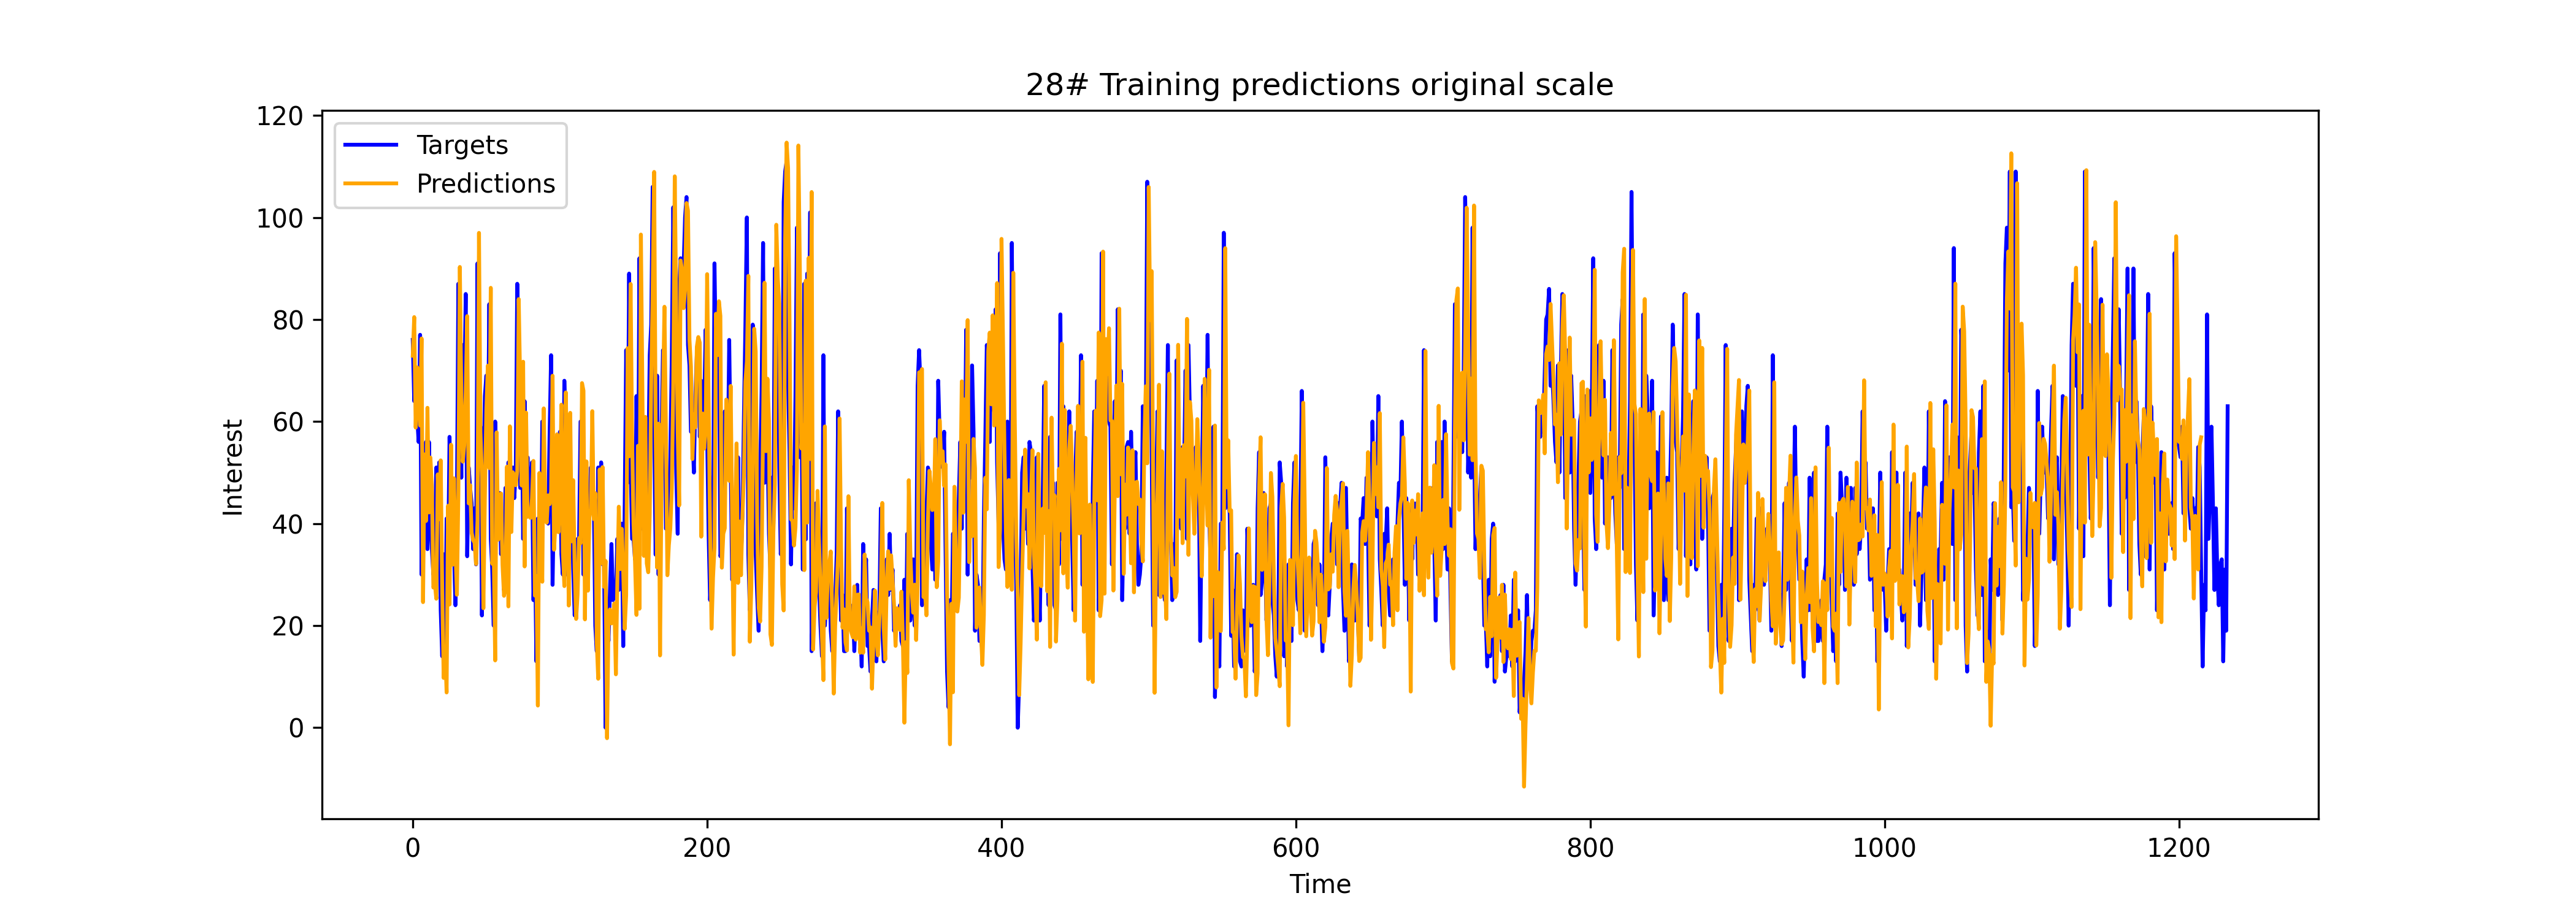 28# Training predictions original scale
120
100
80
60
40
20
0
Interest
Targets
Predictions
0 200 400 600 800 1000 1200
Time